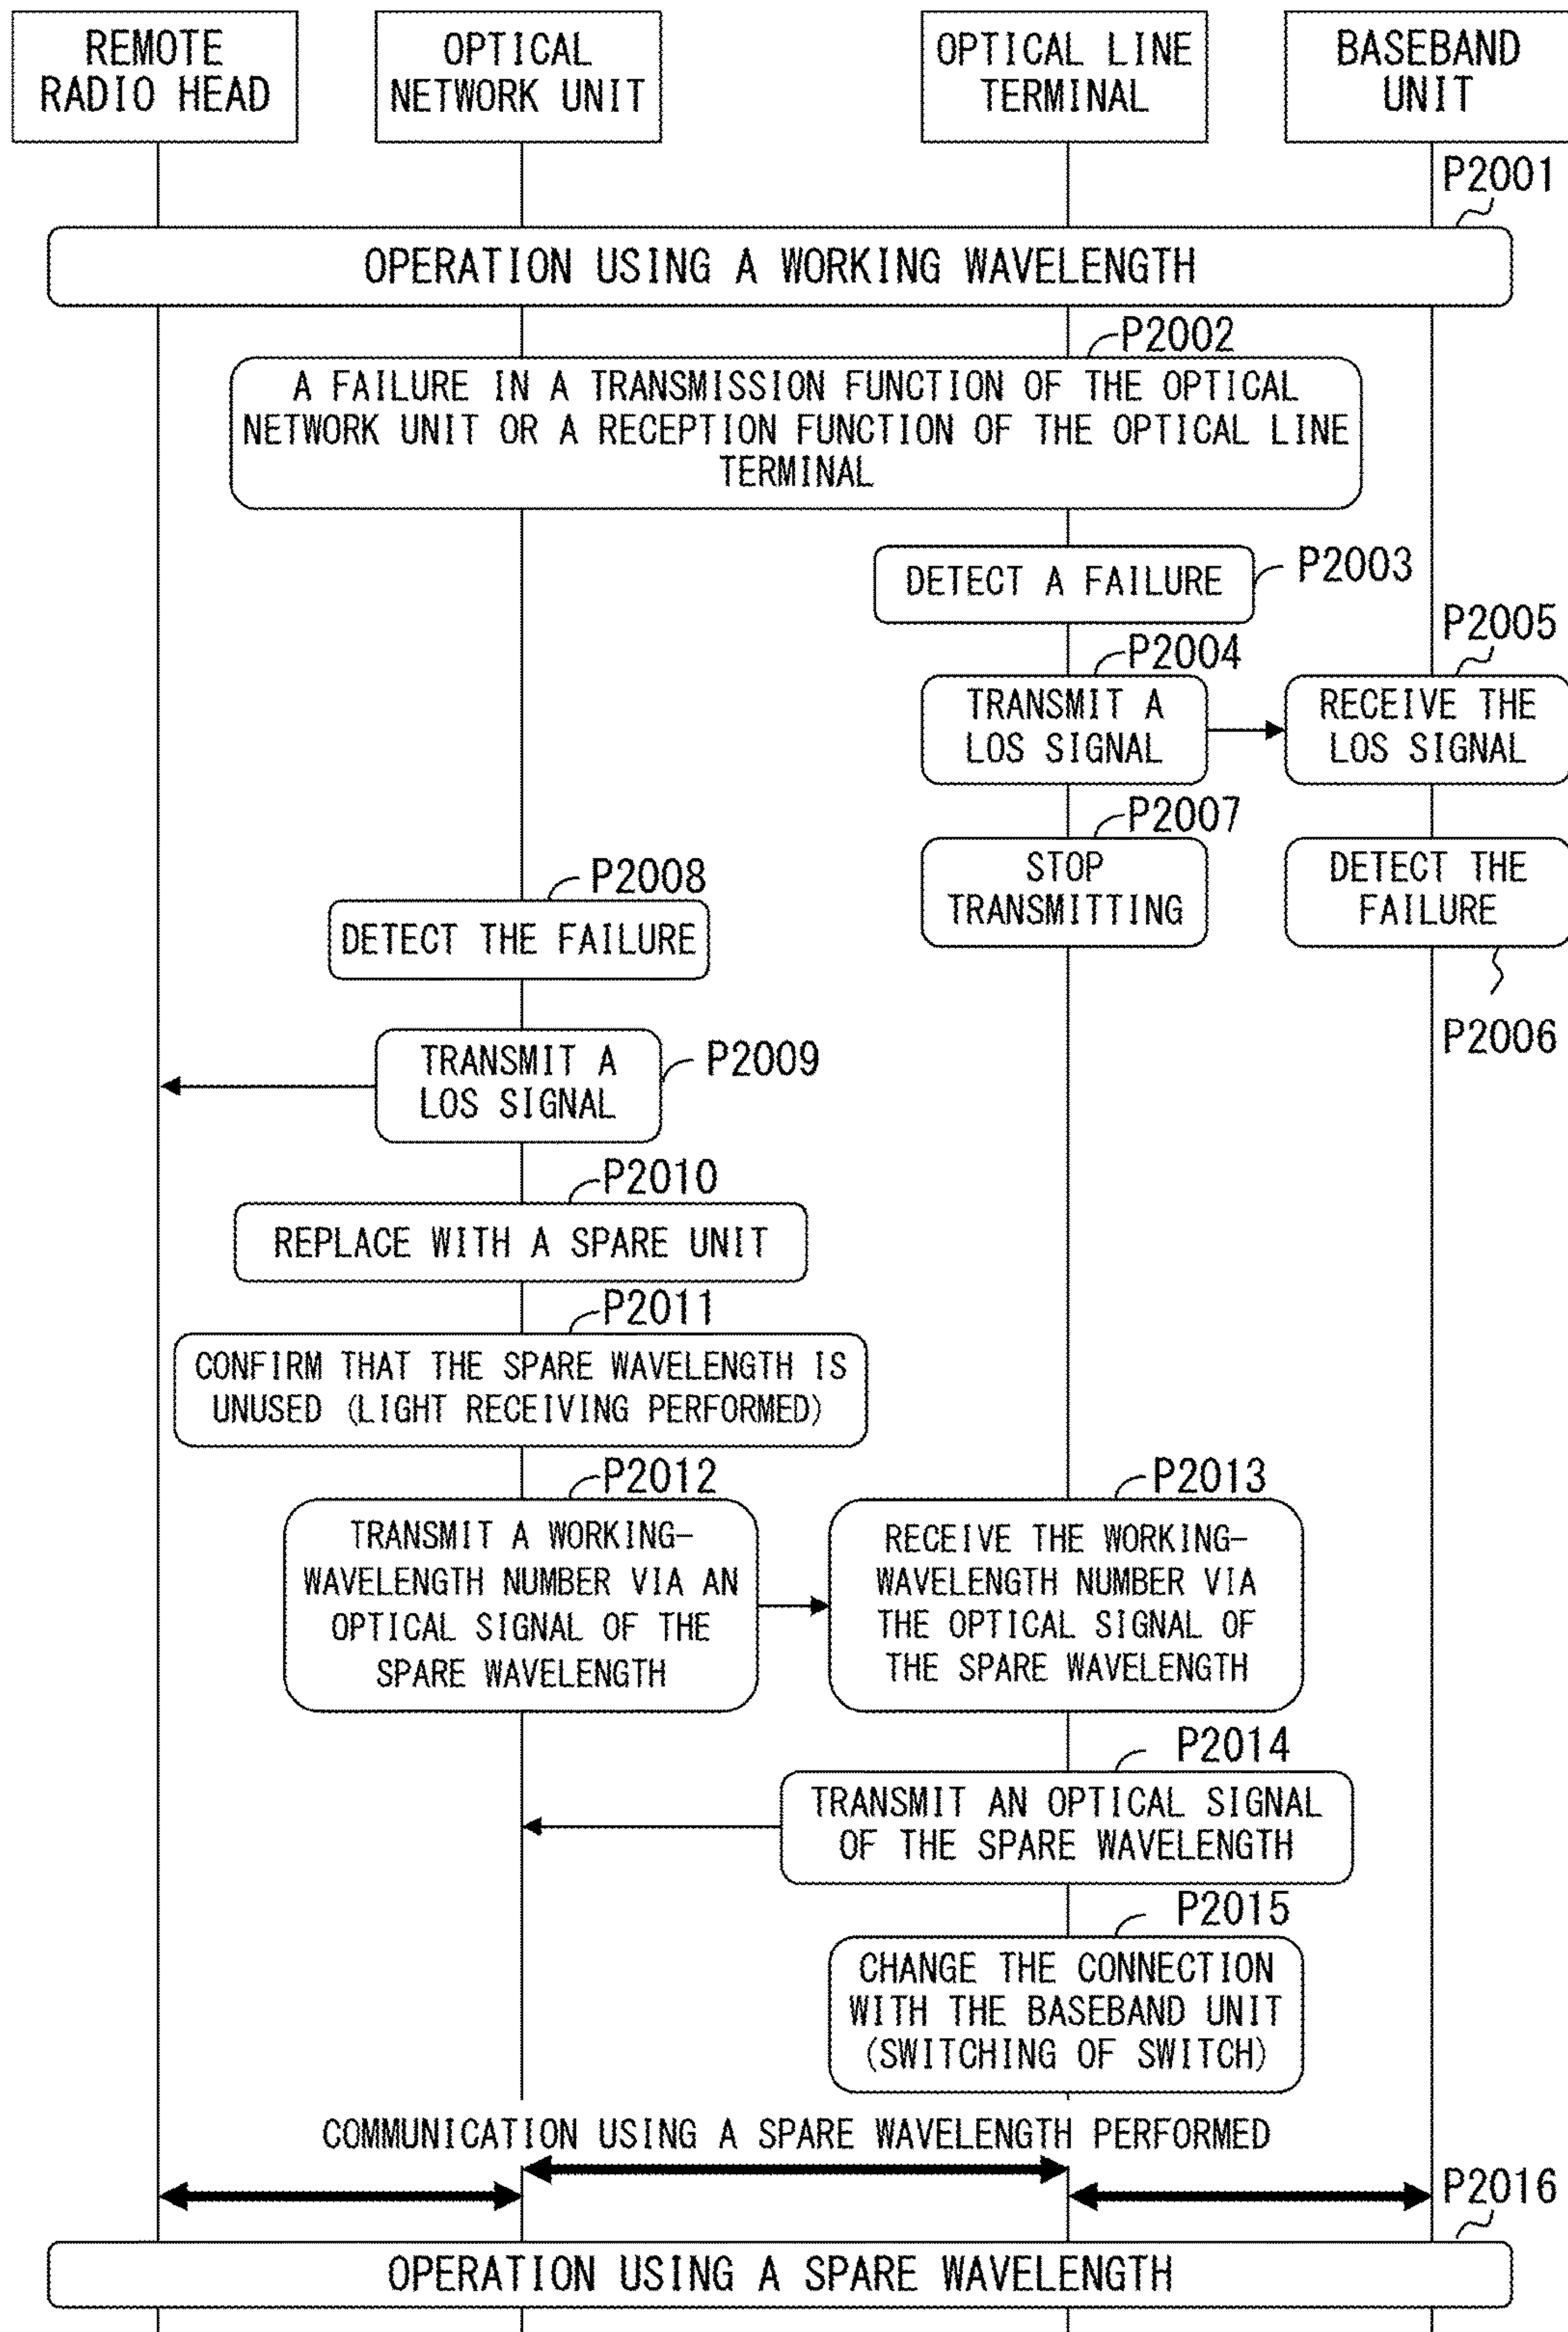 REMOTE
RADIO HEAD
OPTICAL
NETWORK UNIT
OPTICAL LINE
TERMINAL
BASEBAND
UNIT
P2001
OPERATION USING A WORKING WAVELENGTH
P2002
A FAILURE IN A TRANSMISSION FUNCTION OF THE OPTICAL
NETWORK UNIT OR A RECEPTION FUNCTION OF THE OPTICAL LINE
TERMINAL
DETECT A FAILURE
P2003
P2004
TRANSMIT A
LOS SIGNAL
P2005
RECEIVE THE
LOS SIGNAL
P2007
STOP
TRANSMITTING
DETECT THE
FAILURE
P2006
P2008
DETECT THE FAILURE
TRANSMIT A
LOS SIGNAL
P2009
P2010
REPLACE WITH A SPARE UNIT
P2011
CONFIRM THAT THE SPARE WAVELENGTH IS
UNUSED (LIGHT RECEIVING PERFORMED)
P2012
TRANSMIT A WORKING-
WAVELENGTH NUMBER VIA AN
OPTICAL SIGNAL OF THE
SPARE WAVELENGTH
P2013
RECEIVE THE WORKING-
WAVELENGTH NUMBER VIA
THE OPTICAL SIGNAL OF
THE SPARE WAVELENGTH
P2014
TRANSMIT AN OPTICAL SIGNAL
OF THE SPARE WAVELENGTH
P2015
CHANGE THE CONNECTION
WITH THE BASEBAND UNIT
(SWITCHING OF SWITCH)
COMMUNICATION USING A SPARE WAVELENGTH PERFORMED
P2016
OPERATION USING A SPARE WAVELENGTH